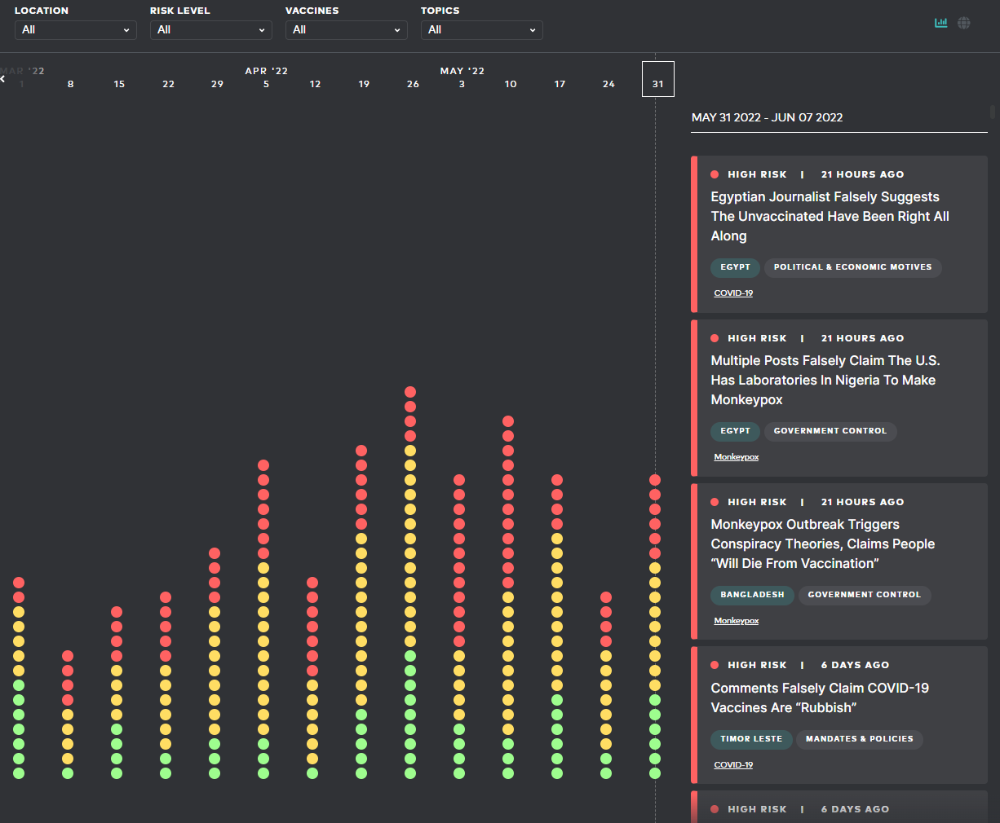 LOCATION RISK LEVEL VACCINES TOPICS
All All All All
MAR '22 APR '22 MAY '22
1 8 15 22 29 5 12 19 26 3 10 17 24 31
MAY 31 2022 - JUN 07 2022
HIGH RISK | 21 HOURS AGO
Egyptian Journalist Falsely Suggests
The Unvaccinated Have Been Right All
Along
EGYPT POLITICAL & ECONOMIC MOTIVES
COVID-19
HIGH RISK | 21 HOURS AGO
Multiple Posts Falsely Claim The U.S.
Has Laboratories In Nigeria To Make
Monkeypox
EGYPT GOVERNMENT CONTROL
Monkeypox
HIGH RISK | 21 HOURS AGO
Monkeypox Outbreak Triggers
Conspiracy Theories, Claims People
“Will Die From Vaccination”
BANGLADESH GOVERNMENT CONTROL
Monkeypox
HIGH RISK | 6 DAYS AGO
Comments Falsely Claim COVID-19
Vaccines Are “Rubbish”
TIMOR LESTE MANDATES & POLICIES
COVID-19
HIGH RISK | 6 DAYS AGO